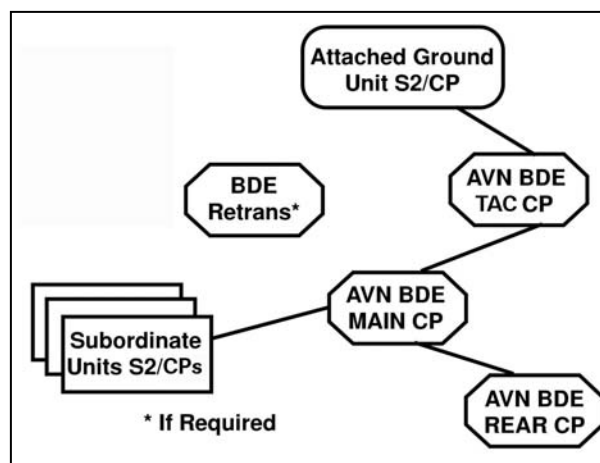 Attached Ground
Unit S2/CP
BDE
Retrans*
AVN BDE
TAC CP
AVN BDE
MAIN CP
Subordinate
Units S2/CPs
AVN BDE
REAR CP
* If Required